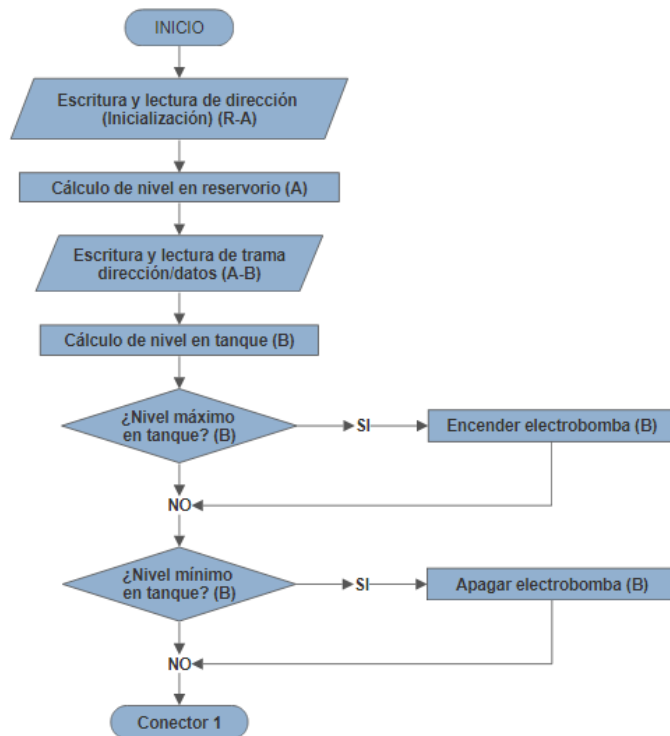 INICIO
Escritura y lectura de dirección
(Inicialización) (R-A)
Cálculo de nivel en reservorio (A)
Escritura y lectura de trama
dirección/datos (A-B)
Cálculo de nivel en tanque (B)
¿Nivel máximo
en tanque? (B)
SI
Encender electrobomba (B)
NO
¿Nivel mínimo
en tanque? (B)
SI
Apagar electrobomba (B)
NO
Conector 1